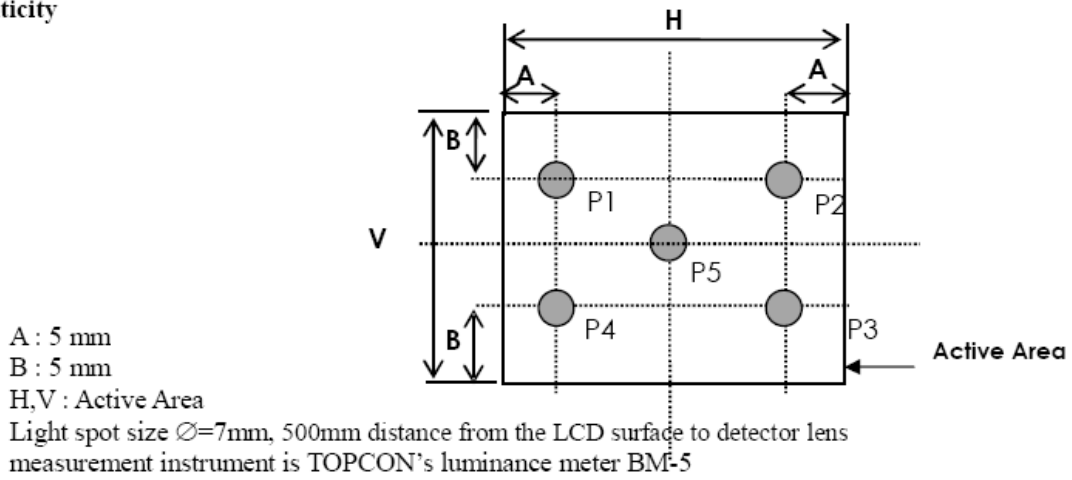 ticity
H
A
A
B
P1
P2
V
P5
B
P4
P3
Active Area
A : 5 mm
B : 5 mm
H,V : Active Area
Light spot size ∅=7mm, 500mm distance from the LCD surface to detector lens
measurement instrument is TOPCON's luminance meter BM-5